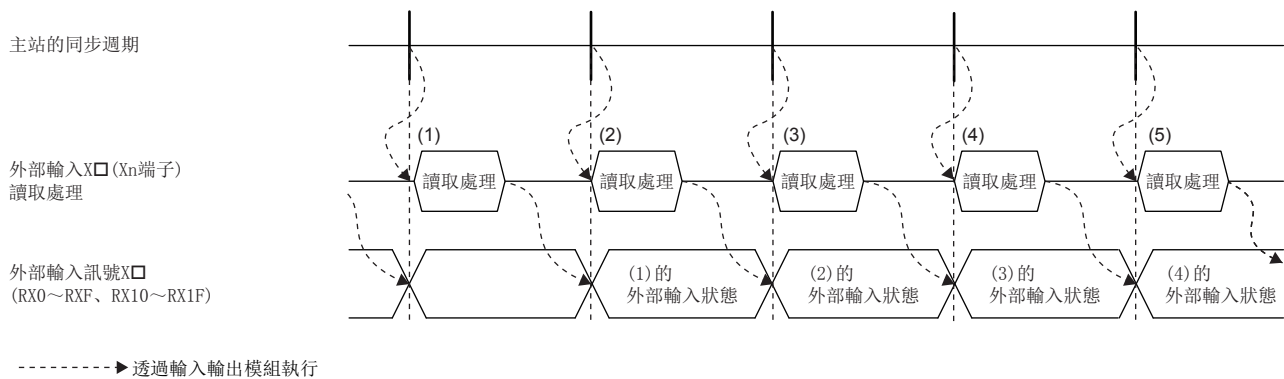 主站的同步週期
(1)
(2)
(3)
(4)
(5)
外部輸入X□(Xn端子)
讀取處理
讀取處理
讀取處理
讀取處理
讀取處理
讀取處理
外部輸入訊號X□
(RX0～RXF、RX10～RX1F)
(1)的
外部輸入狀態
(2)的
外部輸入狀態
(3)的
外部輸入狀態
(4)的
外部輸入狀態
透過輸入輸出模組執行